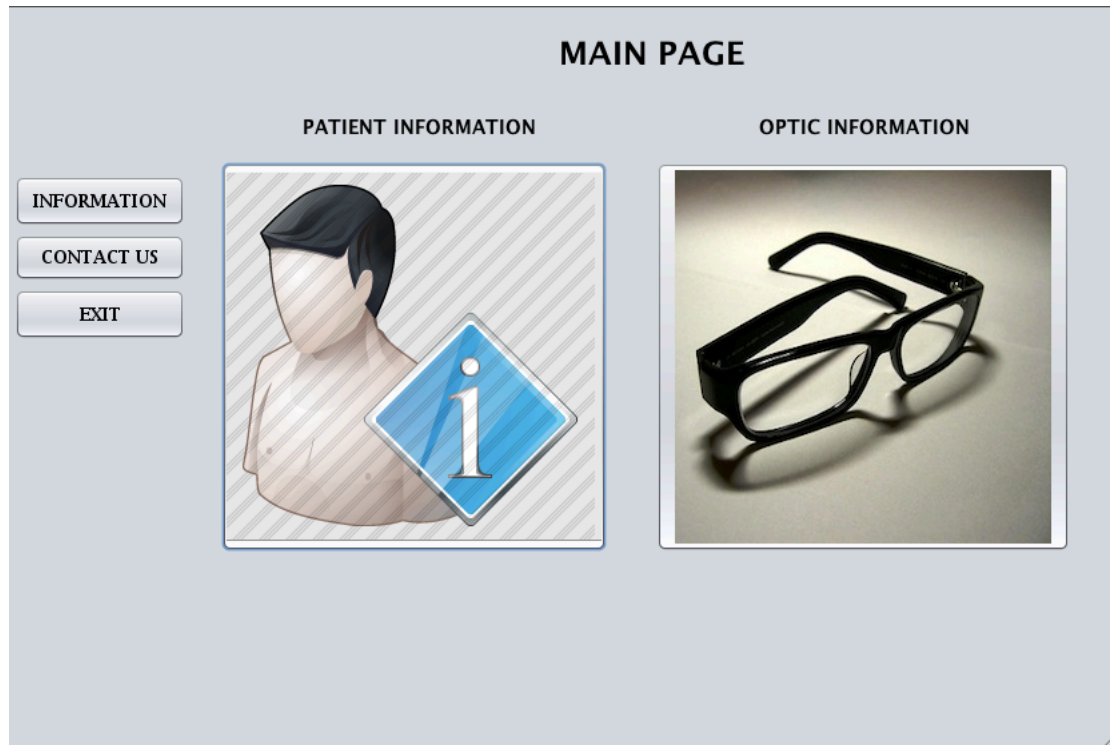 MAIN PAGE
PATIENT INFORMATION
OPTIC INFORMATION
INFORMATION
CONTACT US
EXIT
i